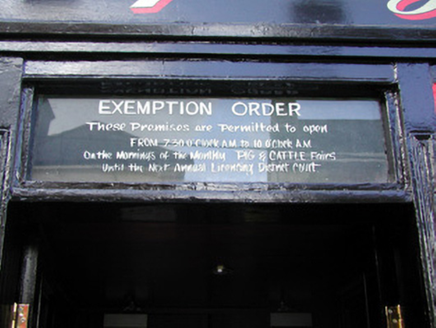 EXEMPTION ORDER
These Premises are Permitted to open
FROM 7.30 O'Clock A.M. to 10.O'Clock A.M.
On the Mornings of the Monthly PIG & CATTLE Fairs
Until the Next Annual Licensing District Court